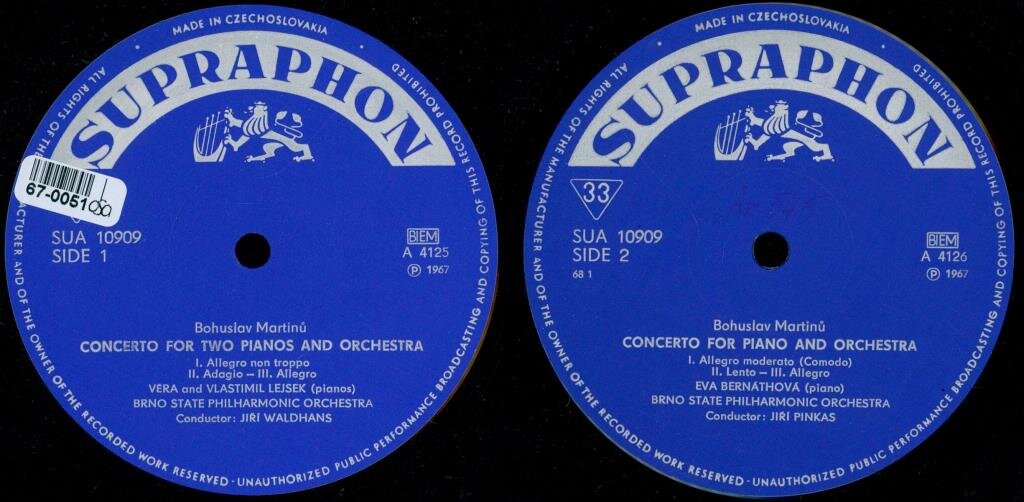 MADE IN CZECHOSLOVAKIA
SUPRAPHON
67-0051
SUA 10909
SIDE 1
BIEM
A 4125
Ⓟ 1967
Bohuslav Martinů
CONCERTO FOR TWO PIANOS AND ORCHESTRA
I. Allegro non troppo
II. Adagio – III. Allegro
VERA and VLASTIMIL LEJSEK (pianos)
BRNO STATE PHILHARMONIC ORCHESTRA
Conductor: JIŘÍ WALDHANS
ALL RIGHTS OF THE MANUFACTURER AND OF THE OWNER OF THE RECORDED WORK RESERVED - UNAUTHORIZED PUBLIC PERFORMANCE BROADCASTING AND COPYING OF THIS RECORD PROHIBITED
MADE IN CZECHOSLOVAKIA
SUPRAPHON
33
SUA 10909
SIDE 2
68 1
BIEM
A 4126
Ⓟ 1967
Bohuslav Martinů
CONCERTO FOR PIANO AND ORCHESTRA
I. Allegro moderato (Comodo)
II. Lento – III. Allegro
EVA BERNÁTHOVÁ (piano)
BRNO STATE PHILHARMONIC ORCHESTRA
Conductor: JIŘÍ PINKAS
ALL RIGHTS OF THE MANUFACTURER AND OF THE OWNER OF THE RECORDED WORK RESERVED - UNAUTHORIZED PUBLIC PERFORMANCE BROADCASTING AND COPYING OF THIS RECORD PROHIBITED